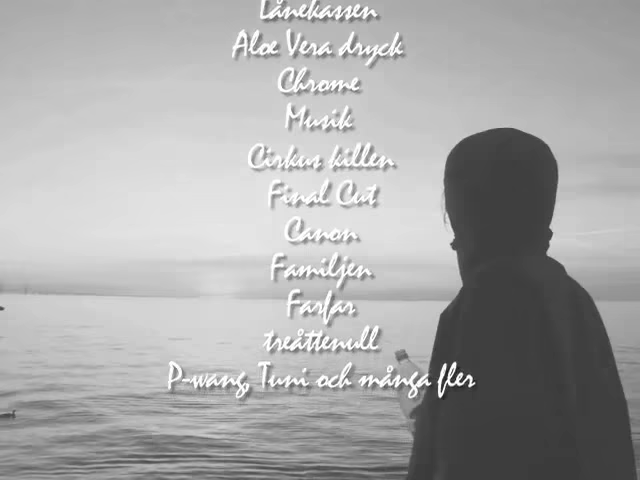 Lånekassen
Aloe Vera dryck
Chrome
Musik
Cirkus killen
Final Cut
Canon
Familjen
Farfar
treåttenull
P-wang, Tuni och många fler